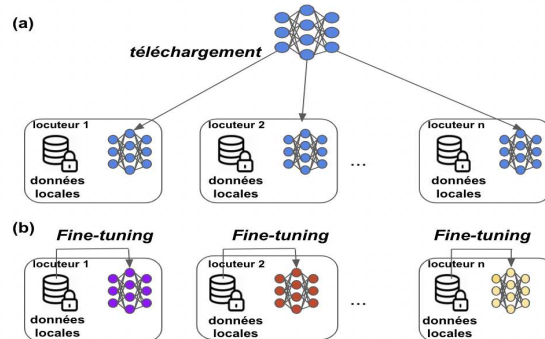 (a)
téléchargement
locuteur 1
données
locales
locuteur 2
données
locales
...
locuteur n
données
locales
(b)
Fine-tuning
Fine-tuning
Fine-tuning
locuteur 1
données
locales
locuteur 2
données
locales
...
locuteur n
données
locales